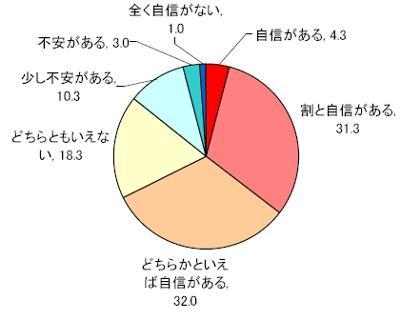 全く自信がない,
1.0
自信がある, 4.3
不安がある, 3.0
少し不安がある,
10.3
割と自信がある,
31.3
どちらともいえな
い, 18.3
どちらかといえ
ば自信がある,
32.0